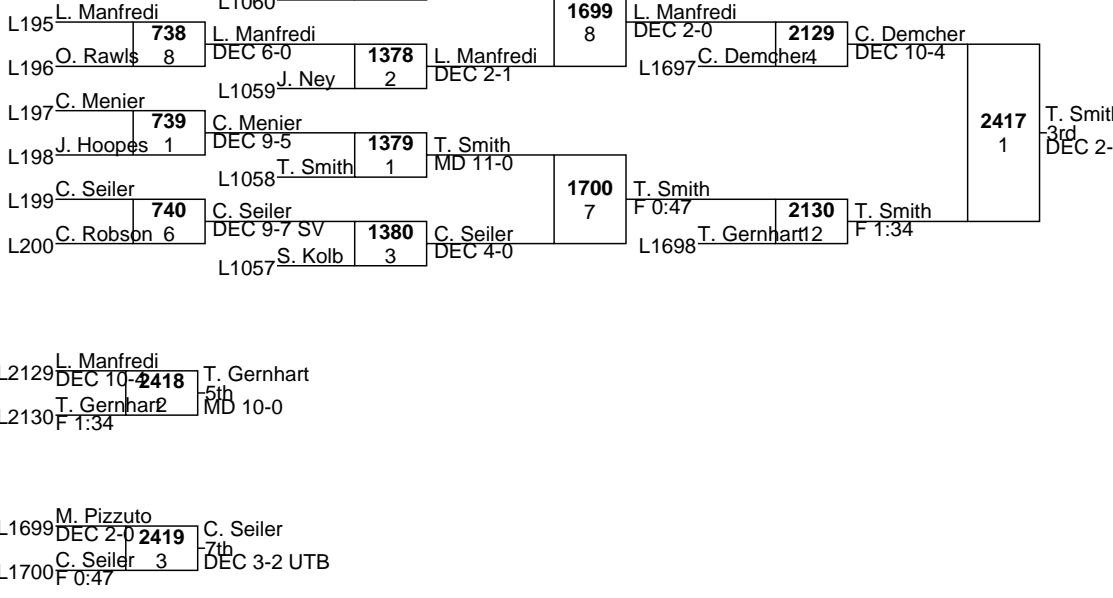 L1060
L195 L. Manfredi
738
8
L196 O. Rawls
L. Manfredi
DEC 6-0
1378
2
L1059 J. Ney
L. Manfredi
DEC 2-1
1699
8
L. Manfredi
DEC 2-0
2129
4
L1697 C. Demcher
C. Demcher
DEC 10-4
L197 C. Menier
739
1
L198 J. Hoopes
C. Menier
DEC 9-5
1379
1
L1058 T. Smith
T. Smith
MD 11-0
2417
1
3rd
L199 C. Seiler
740
6
L200 C. Robson
C. Seiler
DEC 9-7 SV
1380
3
L1057 S. Kolb
C. Seiler
DEC 4-0
1700
7
T. Smith
F 0:47
2130
12
L1698 T. Gernhart
T. Smith
F 1:34
L2129 L. Manfredi
DEC 10-4
2418
2
L2130 T. Gernhart
F 1:34
T. Gernhart
5th
MD 10-0
L1699 M. Pizzuto
DEC 2-0
2419
3
L1700 C. Seiler
F 0:47
C. Seiler
7th
DEC 3-2 UTB